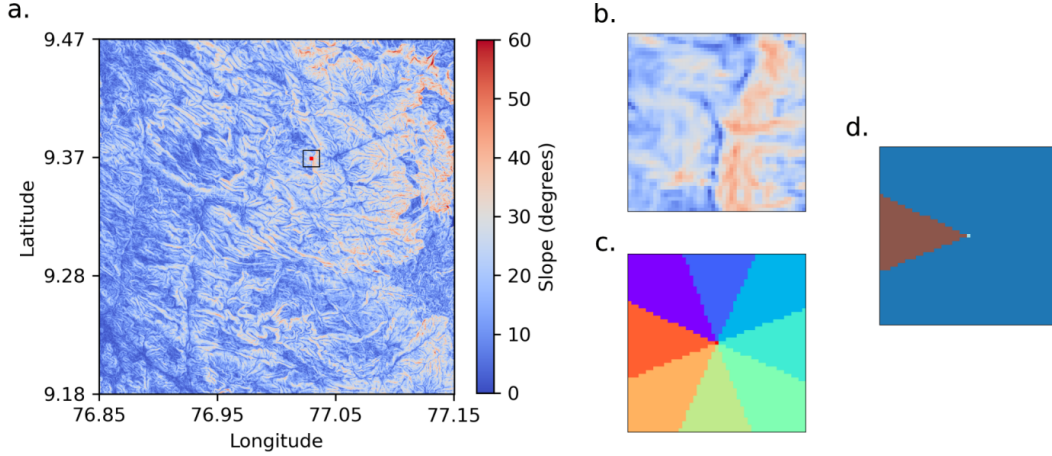 a.
9.47
9.37
9.28
9.18
Latitude
76.85 76.95 77.05 77.15
Longitude
60
50
40
30
20
10
0
Slope (degrees)
b.
c.
d.